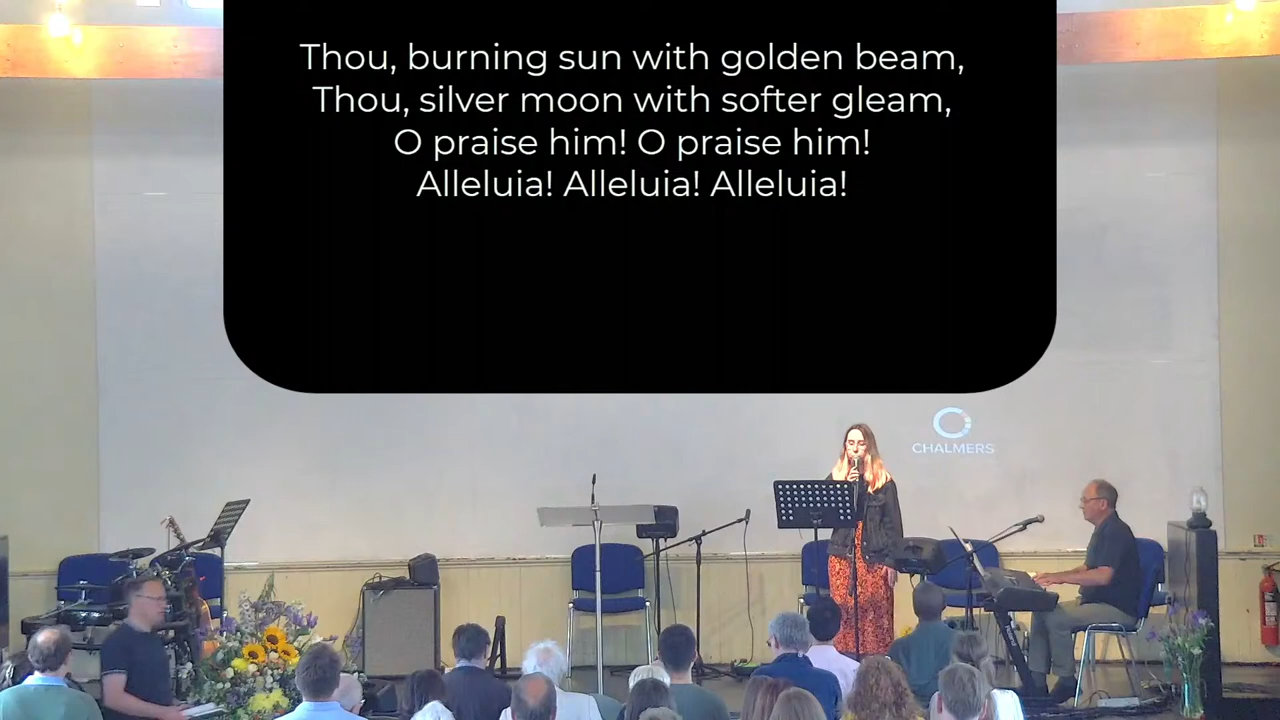 Thou, burning sun with golden beam,
Thou, silver moon with softer gleam,
O praise him! O praise him!
Alleluia! Alleluia! Alleluia!
CHALMERS